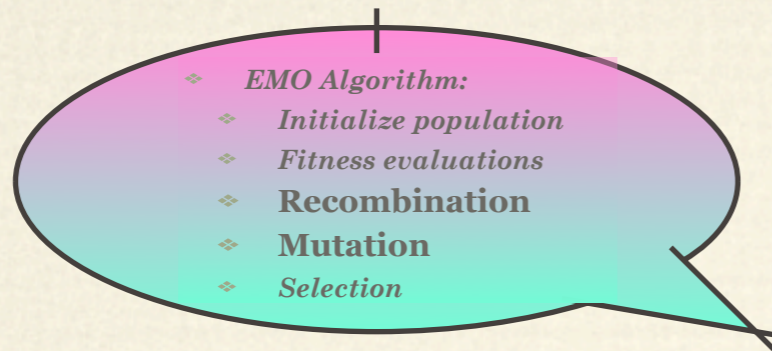 EMO Algorithm:
Initialize population
Fitness evaluations
Recombination
Mutation
Selection